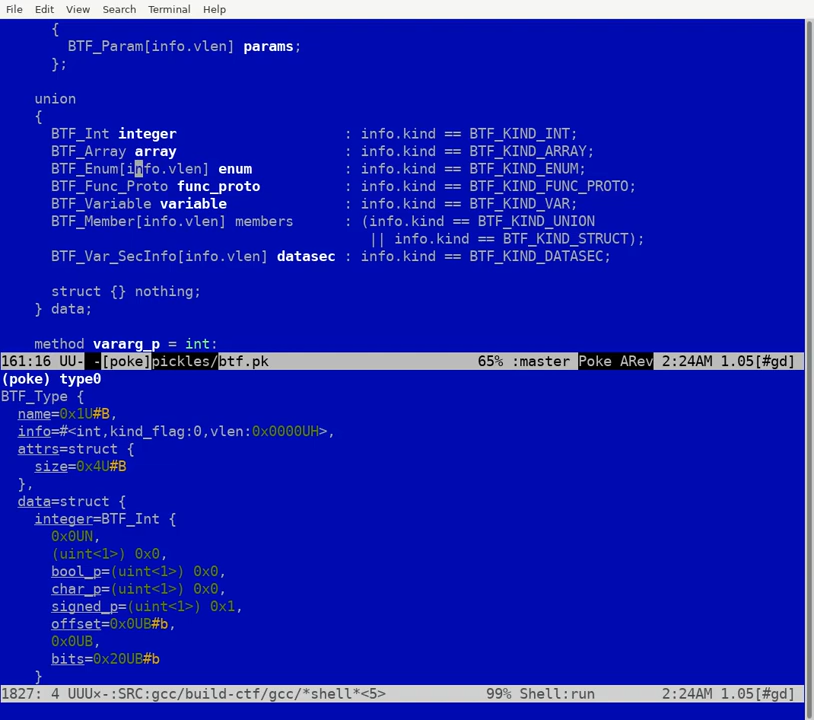 File Edit View Search Terminal Help
{
BTF_Param[info.vlen] params;
};
union
{
BTF_Int integer : info.kind == BTF_KIND_INT;
BTF_Array array : info.kind == BTF_KIND_ARRAY;
BTF_Enum[info.vlen] enum : info.kind == BTF_KIND_ENUM;
BTF_Func_Proto func_proto : info.kind == BTF_KIND_FUNC_PROTO;
BTF_Variable variable : info.kind == BTF_KIND_VAR;
BTF_Member[info.vlen] members : (info.kind == BTF_KIND_UNION
|| info.kind == BTF_KIND_STRUCT);
BTF_Var_SecInfo[info.vlen] datasec : info.kind == BTF_KIND_DATASEC;
struct {} nothing;
} data;
method vararg_p = int:
161:16 UU- -[poke]pickles/btf.pk 65% :master Poke ARev 2:24AM 1.05[#gd]
(poke) type0
BTF_Type {
name=0x1U#B,
info=#<int,kind_flag:0,vlen:0x0000UH>,
attrs=struct {
size=0x4U#B
},
data=struct {
integer=BTF_Int {
0x0UN,
(uint<1>) 0x0,
bool_p=(uint<1>) 0x0,
char_p=(uint<1>) 0x0,
signed_p=(uint<1>) 0x1,
offset=0x0UB#b,
0x0UB,
bits=0x20UB#b
}
1827: 4 UUU×-:SRC:gcc/build-ctf/gcc/*shell*<5> 99% Shell:run 2:24AM 1.05[#gd]